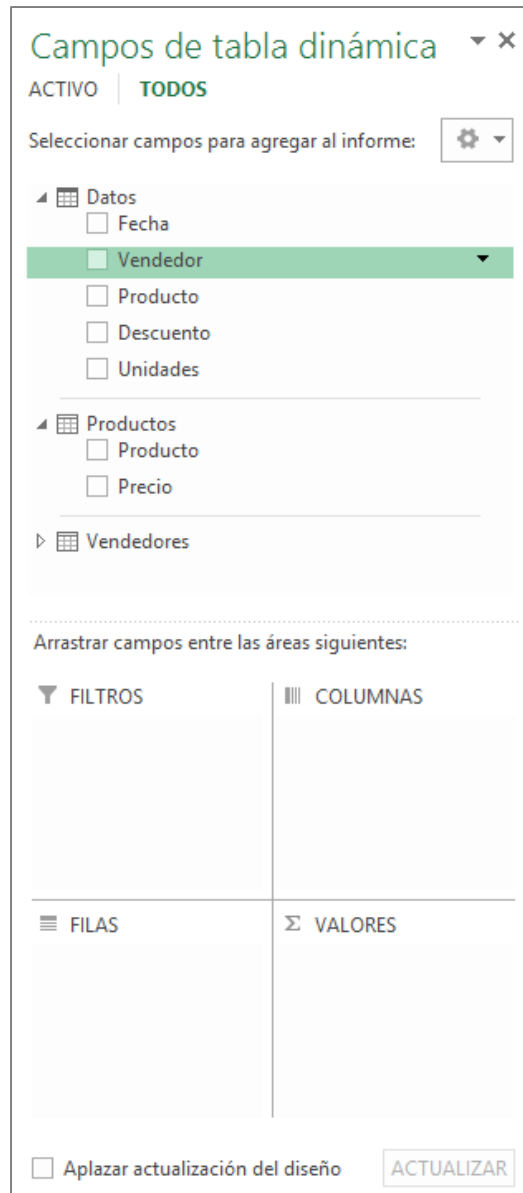 Campos de tabla dinámica
ACTIVO TODOS
Seleccionar campos para agregar al informe:
Datos
Fecha
Vendedor
Producto
Descuento
Unidades
Productos
Producto
Precio
Vendedores
Arrastrar campos entre las áreas siguientes:
FILTROS COLUMNAS
FILAS Σ VALORES
Aplazar actualización del diseño ACTUALIZAR